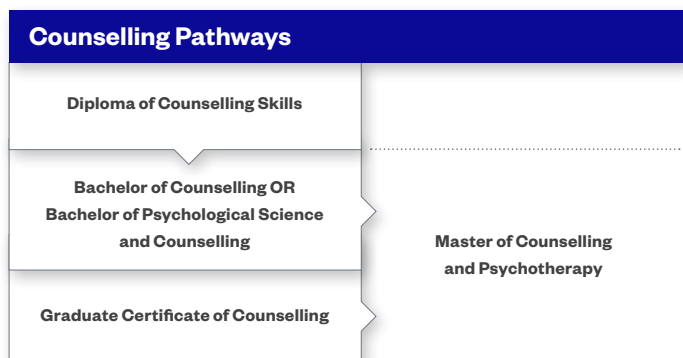 Counselling Pathways
Diploma of Counselling Skills
Bachelor of Counselling OR
Bachelor of Psychological Science
and Counselling
Master of Counselling
and Psychotherapy
Graduate Certificate of Counselling